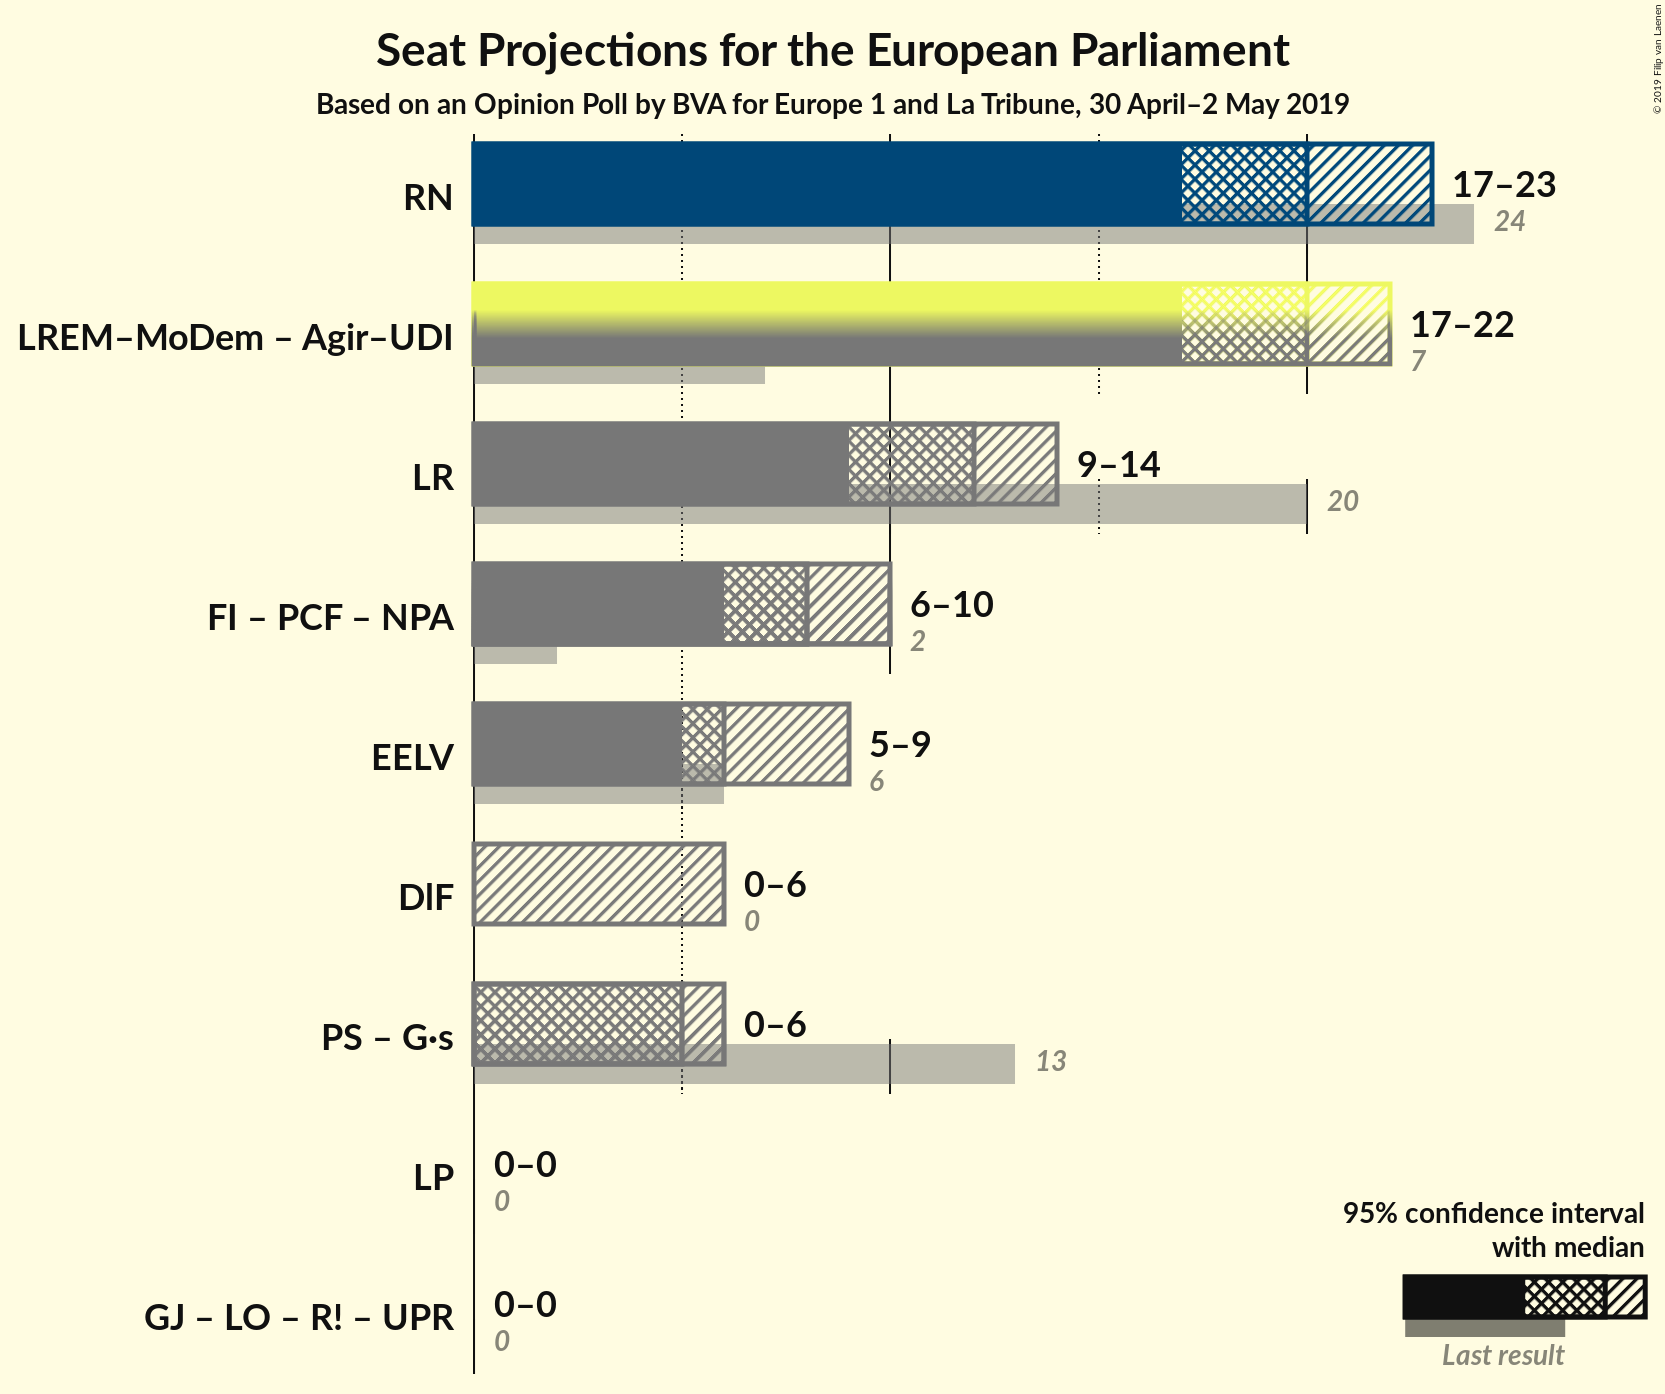 Seat Projections for the European Parliament
Based on an Opinion Poll by BVA for Europe 1 and La Tribune, 30 April–2 May 2019
© 2019 Filip van Laenen
RN
17–23
24
LREM–MoDem – Agir–UDI
17–22
7
LR
9–14
20
FI – PCF – NPA
6–10
2
EELV
5–9
6
DlF
0–6
0
PS – G·s
0–6
13
LP
0–0
0
GJ – LO – R! – UPR
0–0
0
95% confidence interval
with median
Last result